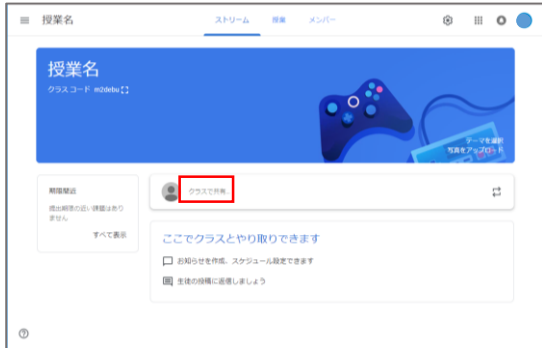 授業名
ストリーム 授業 メンバー
授業名
クラスコード m2debu
テーマを選択
写真をアップロード
期限間近
提出期限の近い課題はあり
ません
すべて表示
クラスで共有...
ここでクラスとやり取りできます
お知らせを作成、スケジュール設定できます
生徒の投稿に返信しましょう